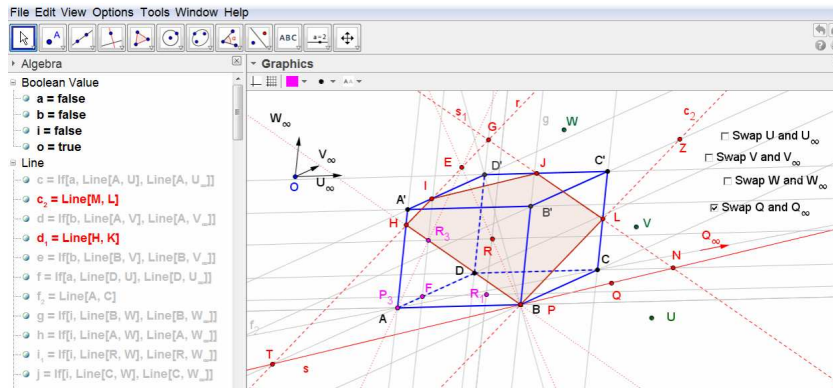 File Edit View Options Tools Window Help
A
ABC
a=2
Algebra
Graphics
Boolean Value
a = false
b = false
i = false
o = true
Line
c = If[a, Line[A, U], Line[A, U_∞]]
c₂ = Line[M, L]
d = If[b, Line[A, V], Line[A, V_∞]]
d₁ = Line[H, K]
e = If[b, Line[B, V], Line[B, V_∞]]
f = If[a, Line[D, U], Line[D, U_∞]]
f₂ = Line[A, C]
g = If[i, Line[B, W], Line[B, W_∞]]
h = If[i, Line[A, W], Line[A, W_∞]]
i₁ = If[i, Line[R, W], Line[R, W_∞]]
j = If[i, Line[C, W], Line[C, W_∞]]
W∞
V∞
U∞
O
s₁
r
g
W
c₂
G
E
D'
J
C'
Z
I
A'
B'
H
R₃
R
L
V
Q∞
D
C
N
P₃
F
R₁
Q
A
B
P
U
f₂
T
s
Swap U and U∞
Swap V and V∞
Swap W and W∞
Swap Q and Q∞